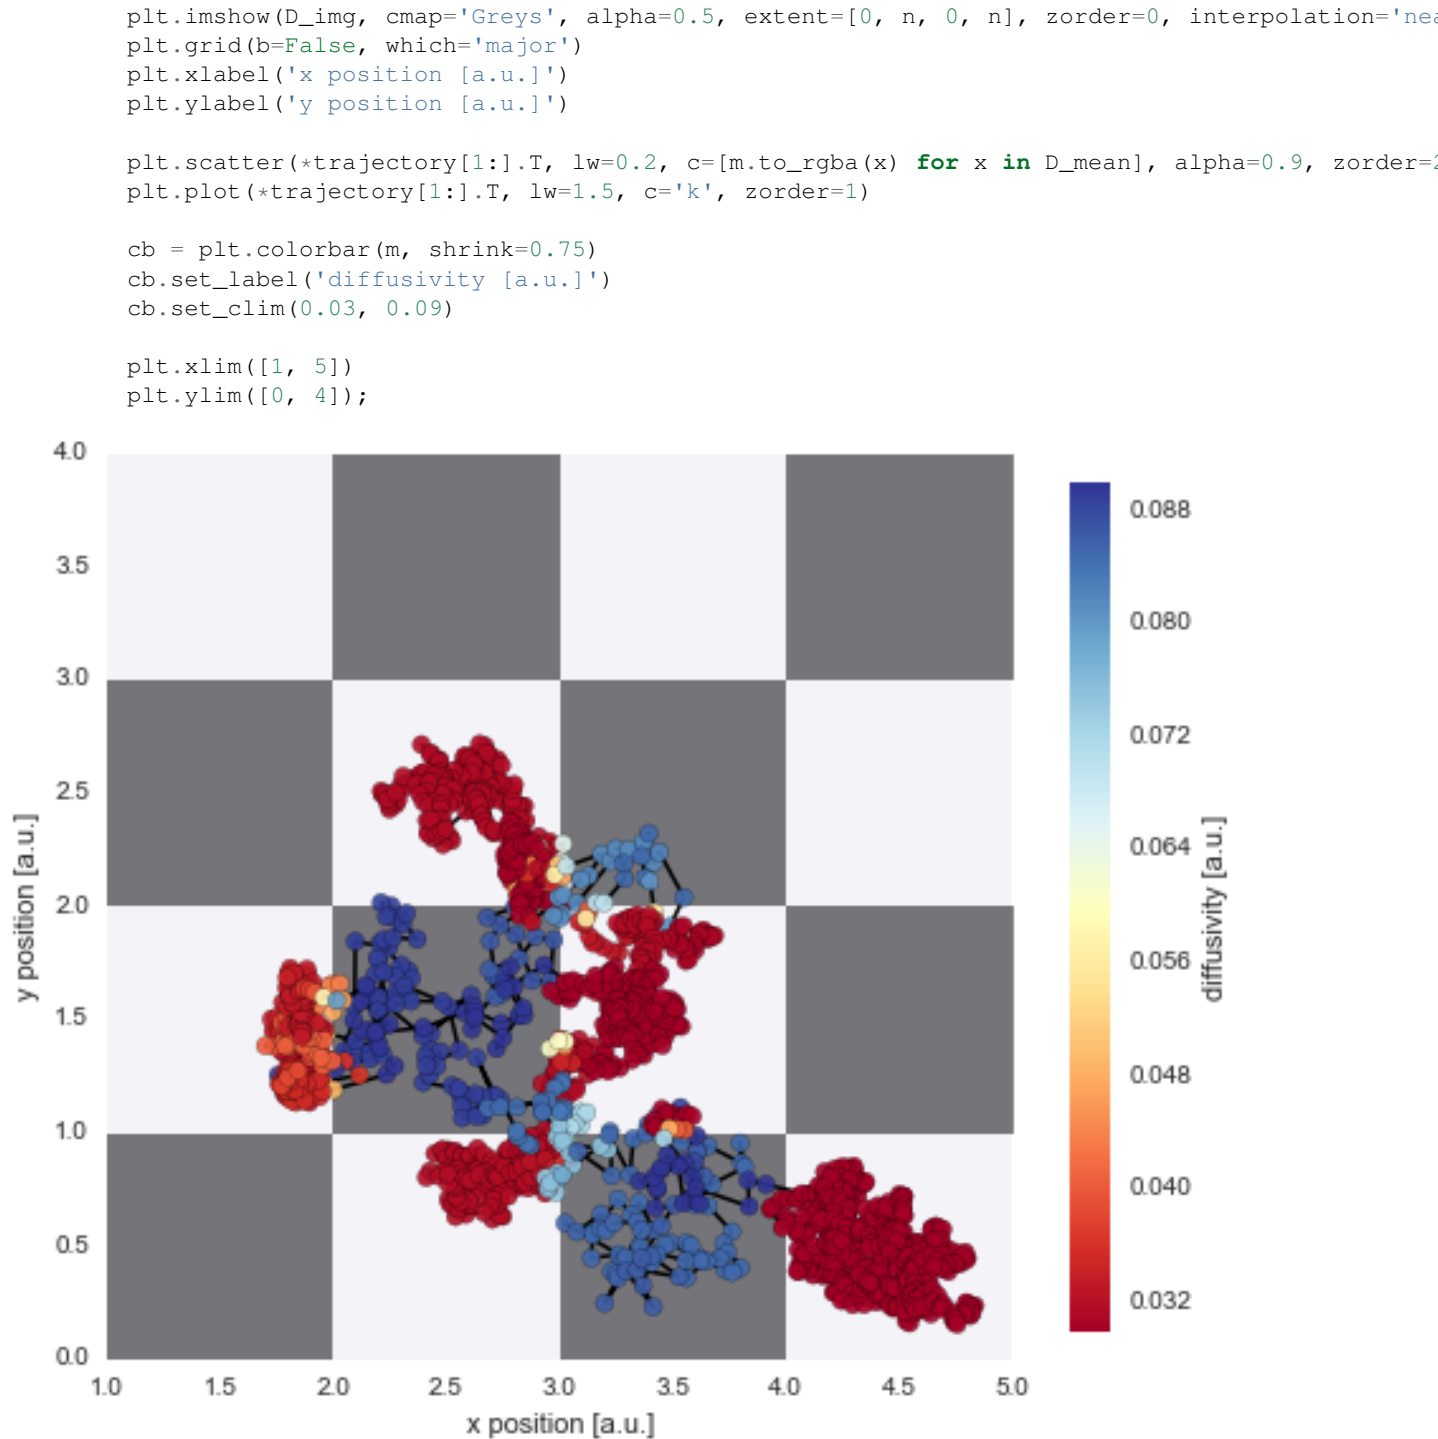 plt.imshow(D_img, cmap='Greys', alpha=0.5, extent=[0, n, 0, n], zorder=0, interpolation='nea
plt.grid(b=False, which='major')
plt.xlabel('x position [a.u.]')
plt.ylabel('y position [a.u.]')
plt.scatter(*trajectory[1:].T, lw=0.2, c=[m.to_rgba(x) for x in D_mean], alpha=0.9, zorder=2
plt.plot(*trajectory[1:].T, lw=1.5, c='k', zorder=1)
cb = plt.colorbar(m, shrink=0.75)
cb.set_label('diffusivity [a.u.]')
cb.set_clim(0.03, 0.09)
plt.xlim([1, 5])
plt.ylim([0, 4]);
4.0
3.5
3.0
2.5
2.0
1.5
1.0
0.5
0.0
y position [a.u.]
1.0 1.5 2.0 2.5 3.0 3.5 4.0 4.5 5.0
x position [a.u.]
0.088
0.080
0.072
0.064
0.056
0.048
0.040
0.032
diffusivity [a.u.]